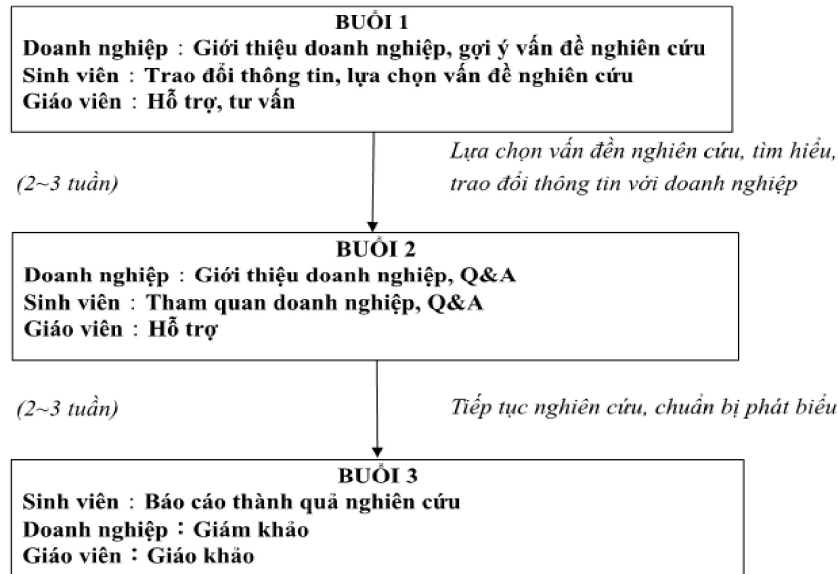 BUỔI 1
Doanh nghiệp : Giới thiệu doanh nghiệp, gợi ý vấn đề nghiên cứu
Sinh viên : Trao đổi thông tin, lựa chọn vấn đề nghiên cứu
Giáo viên : Hỗ trợ, tư vấn
Lựa chọn vấn đền nghiên cứu, tìm hiểu,
(2~3 tuần)
trao đổi thông tin với doanh nghiệp
BUỔI 2
Doanh nghiệp : Giới thiệu doanh nghiệp, Q&A
Sinh viên : Tham quan doanh nghiệp, Q&A
Giáo viên : Hỗ trợ
(2~3 tuần)
Tiếp tục nghiên cứu, chuẩn bị phát biểu
BUỔI 3
Sinh viên : Báo cáo thành quả nghiên cứu
Doanh nghiệp : Giám khảo
Giáo viên : Giáo khảo